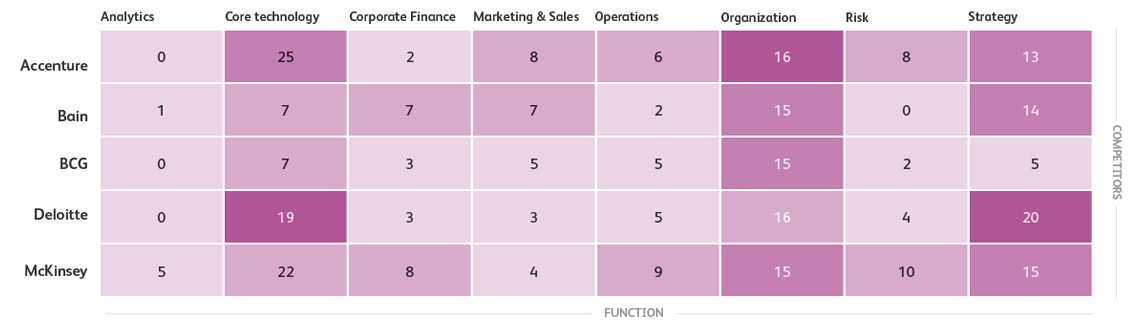 Analytics Core technology Corporate Finance Marketing & Sales Operations Organization Risk Strategy
Accenture 0 25 2 8 6 16 8 13
Bain 1 7 7 7 2 15 0 14
BCG 0 7 3 5 5 15 2 5
Deloitte 0 19 3 3 5 16 4 20
McKinsey 5 22 8 4 9 15 10 15
COMPETITORS
FUNCTION